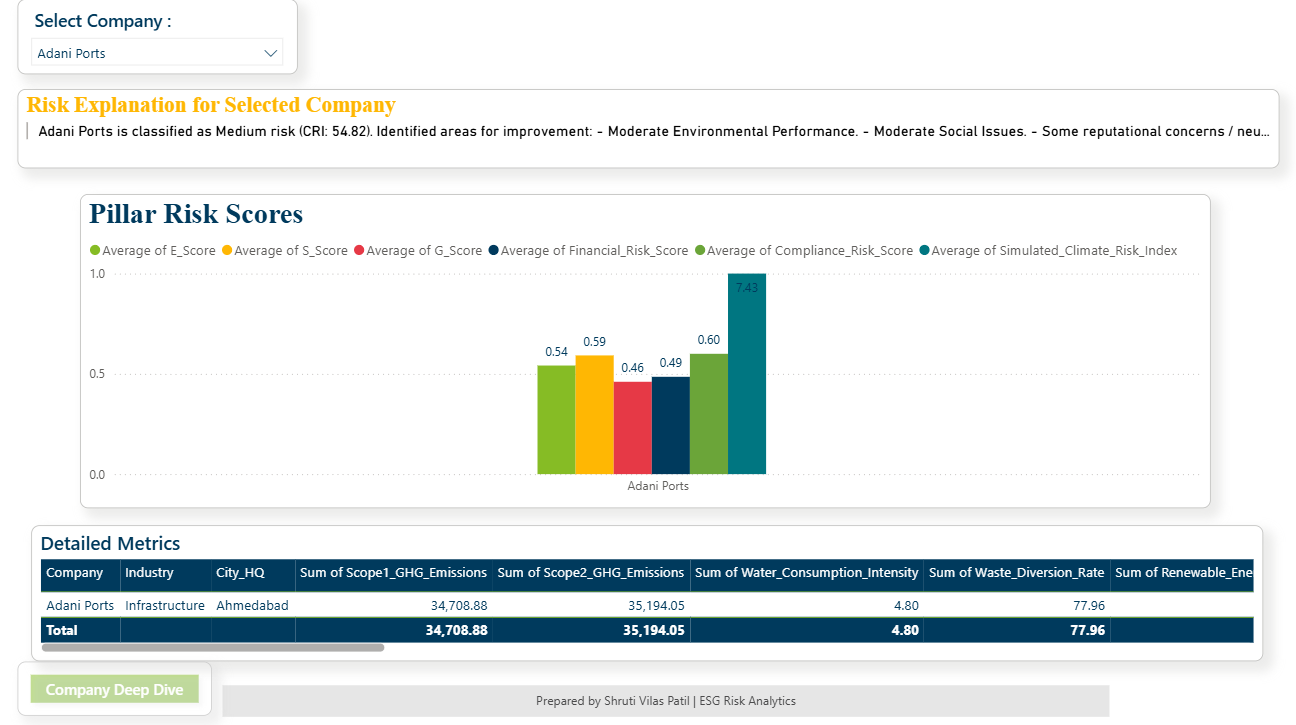 Select Company :
Adani Ports
Risk Explanation for Selected Company
Adani Ports is classified as Medium risk (CRI: 54.82). Identified areas for improvement: - Moderate Environmental Performance. - Moderate Social Issues. - Some reputational concerns / neu...
Pillar Risk Scores
Average of E_Score Average of S_Score Average of G_Score Average of Financial_Risk_Score Average of Compliance_Risk_Score Average of Simulated_Climate_Risk_Index
1.0
7.43
0.60
0.59
0.54
0.49
0.46
0.5
0.0
Adani Ports
Detailed Metrics
Company Industry City_HQ Sum of Scope1_GHG_Emissions Sum of Scope2_GHG_Emissions Sum of Water_Consumption_Intensity Sum of Waste_Diversion_Rate Sum of Renewable_Ene
Adani Ports Infrastructure Ahmedabad 34,708.88 35,194.05 4.80 77.96
Total 34,708.88 35,194.05 4.80 77.96
Company Deep Dive
Prepared by Shruti Vilas Patil | ESG Risk Analytics